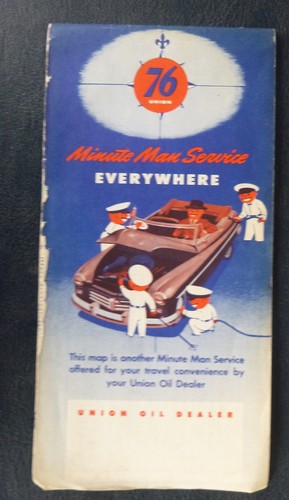 76
UNION
Minute Man Service
EVERYWHERE
This map is another Minute Man Service
offered for your travel convenience by
your Union Oil Dealer
UNION OIL DEALER